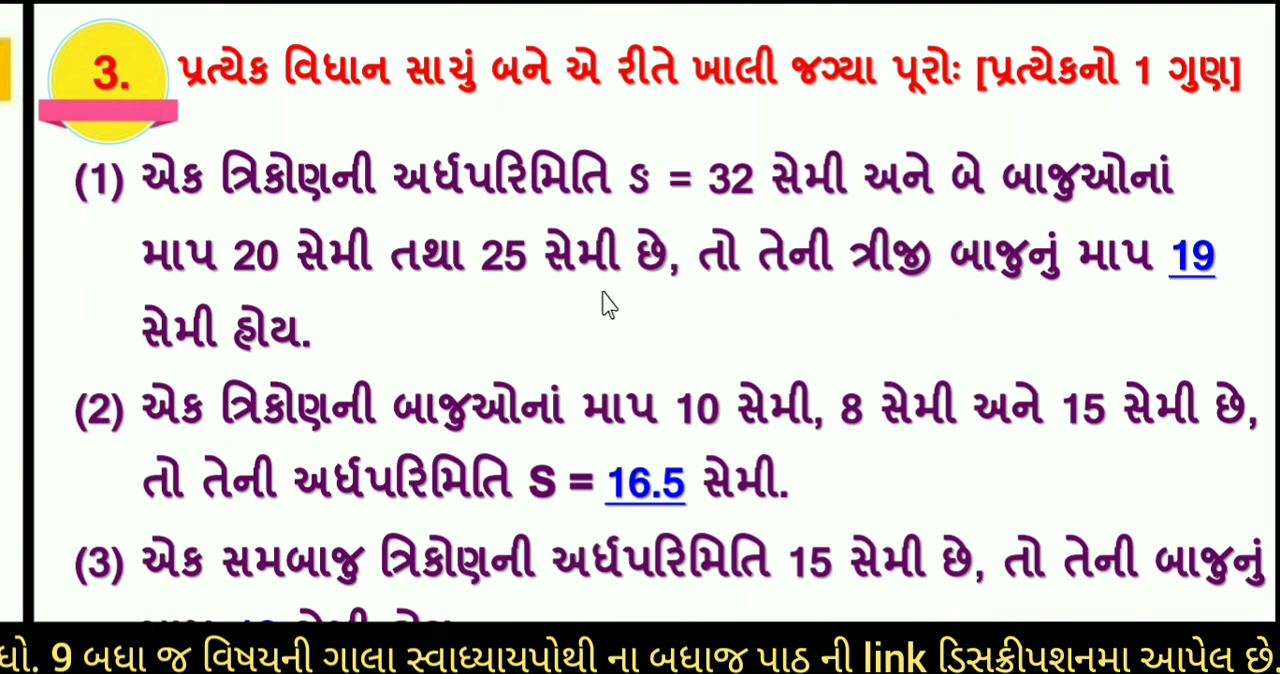 3. પ્રત્યેક વિધાન સાચું બને એ રીતે ખાલી જગ્યા પૂરોઃ [પ્રત્યેકનો 1 ગુણ]
(1) એક ત્રિકોણની અર્ધપરિમિતિ ડ = 32 સેમી અને બે બાજુઓનાં
માપ 20 સેમી તથા 25 સેમી છે, તો તેની ત્રીજી બાજુનું માપ 19
સેમી હોય.
(2) એક ત્રિકોણની બાજુઓનાં માપ 10 સેમી, 8 સેમી અને 15 સેમી છે,
તો તેની અર્ધપરિમિતિ S = 16.5 સેમી.
(3) એક સમબાજુ ત્રિકોણની અર્ધપરિમિતિ 15 સેમી છે, તો તેની બાજુનું
9 બધા જ વિષયની ગાલા સ્વાધ્યાયપોથી ના બધાજ પાઠ ની link ડિસક્રીપશનમા આપેલ છે.